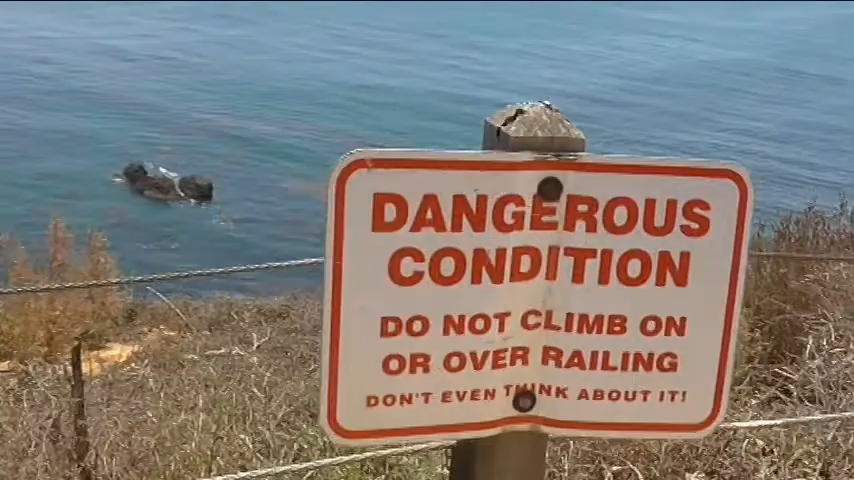 DANGEROUS
CONDITION
DO NOT CLIMB ON
OR OVER RAILING
DON'T EVEN THINK ABOUT IT!